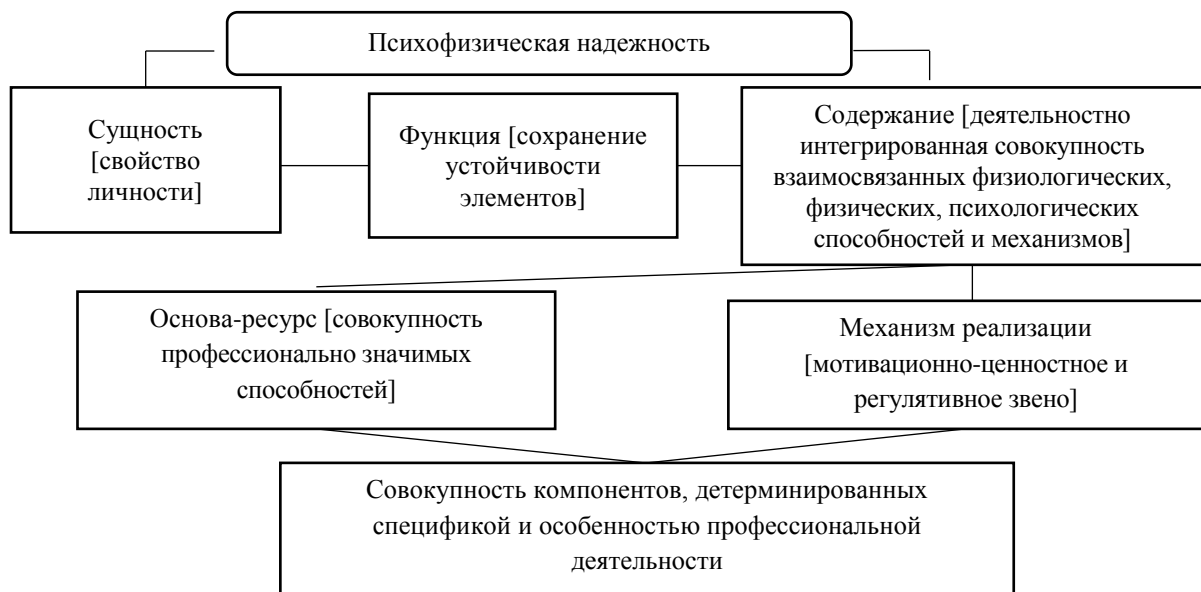 Психофизическая надежность
Сущность
[свойство
личности]
Функция [сохранение
устойчивости
элементов]
Содержание [деятельностно
интегрированная совокупность
взаимосвязанных физиологических,
физических, психологических
способностей и механизмов]
Основа-ресурс [совокупность
профессионально значимых
способностей]
Механизм реализации
[мотивационно-ценностное и
регулятивное звено]
Совокупность компонентов, детерминированных
спецификой и особенностью профессиональной
деятельности